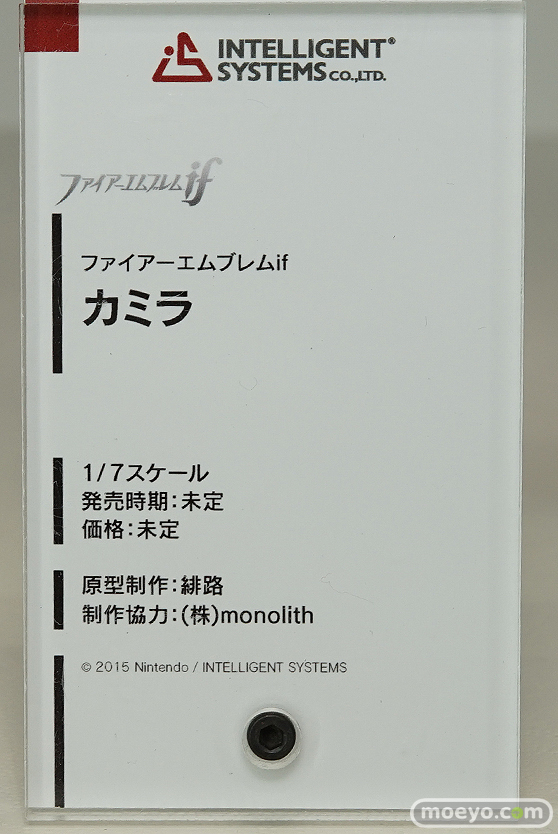 INTELLIGENT®
SYSTEMS CO.,LTD.
ファイアーエムブレムif
ファイアーエムブレムif
カミラ
1/7スケール
発売時期:未定
価格:未定
原型制作:緋路
制作協力:(株)monolith
© 2015 Nintendo / INTELLIGENT SYSTEMS
moeyo.com